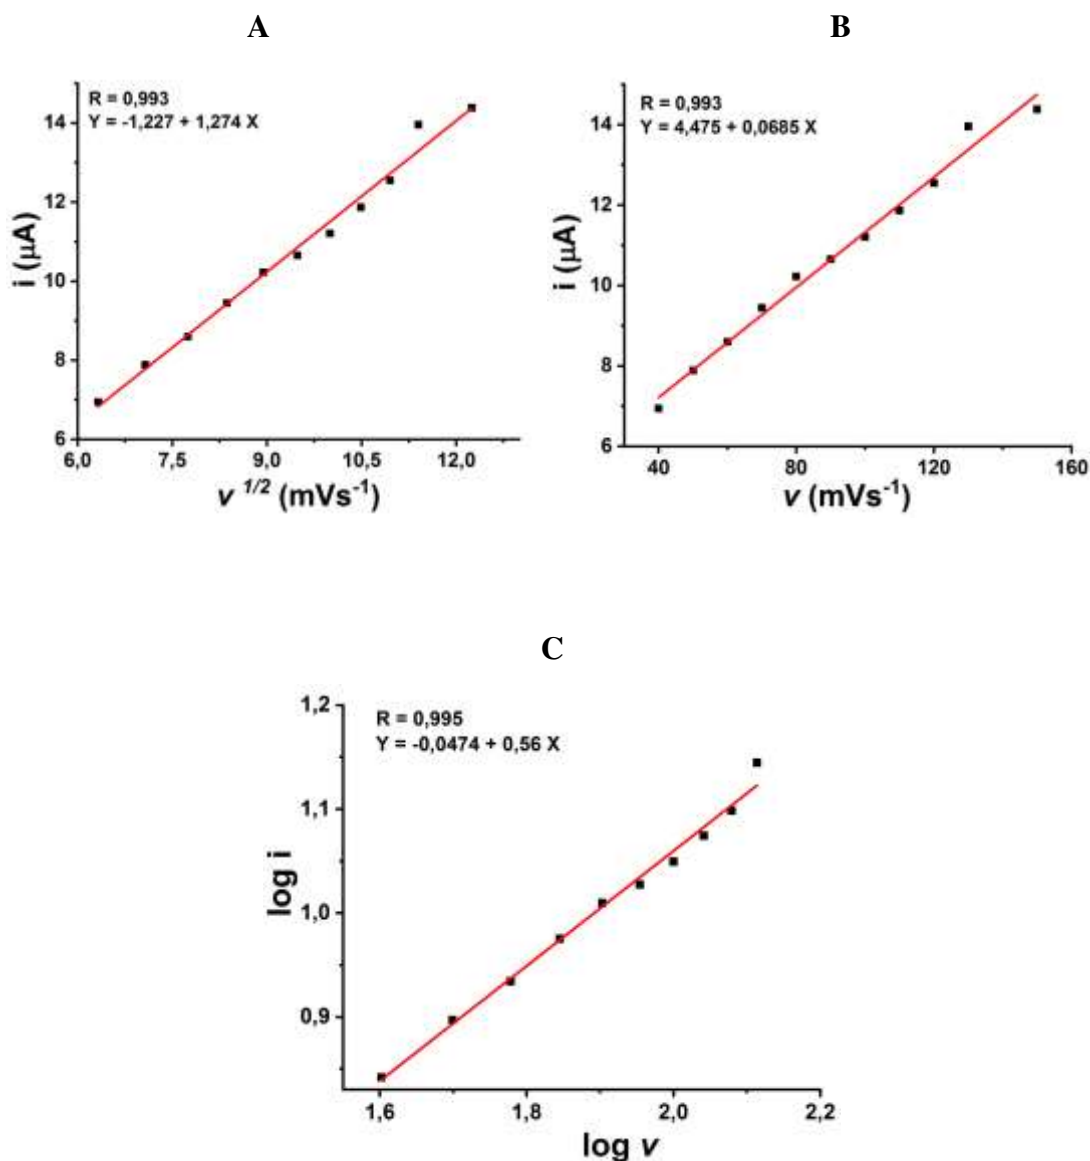 A
R = 0,993
Y = -1,227 + 1,274 X
14
12
10
8
6
i (μA)
6,0 7,5 9,0 10,5 12,0
v 1/2 (mVs-1)
B
R = 0,993
Y = 4,475 + 0,0685 X
14
12
10
8
6
i (μA)
40 80 120 160
v (mVs-1)
C
R = 0,995
Y = -0,0474 + 0,56 X
1,2
1,1
1,0
0,9
log i
1,6 1,8 2,0 2,2
log v